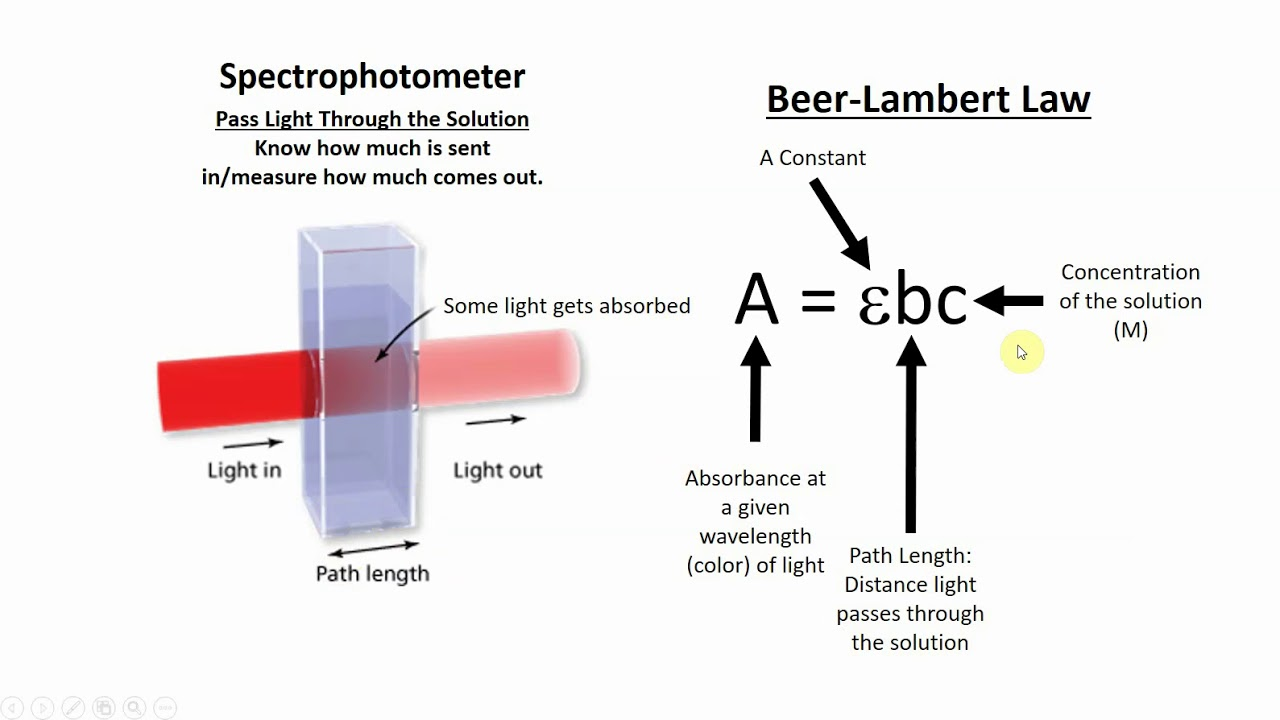 Spectrophotometer
Pass Light Through the Solution
Know how much is sent
in/measure how much comes out.
Some light gets absorbed
Light in
Light out
Path length
Beer-Lambert Law
A Constant
A = εbc
Concentration
of the solution
(M)
Absorbance at
a given
wavelength
(color) of light
Path Length:
Distance light
passes through
the solution